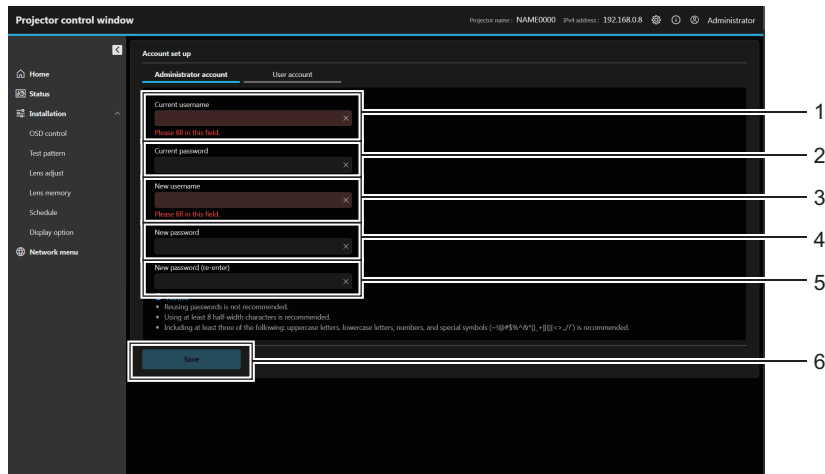 Projector control window
Projector name : NAME0000 IPv4 address : 192.168.0.8 Administrator
Account set up
Administrator account User account
Home
Status
Installation
OSD control
Test pattern
Lens adjust
Lens memory
Schedule
Display option
Network menu
Current username
Please fill in this field.
Current password
New username
Please fill in this field.
New password
New password (re-enter)
• Reusing passwords is not recommended.
• Using at least 8 half-width characters is recommended.
• Including at least three of the following: uppercase letters, lowercase letters, numbers, and special symbols is recommended.
Save
1
2
3
4
5
6